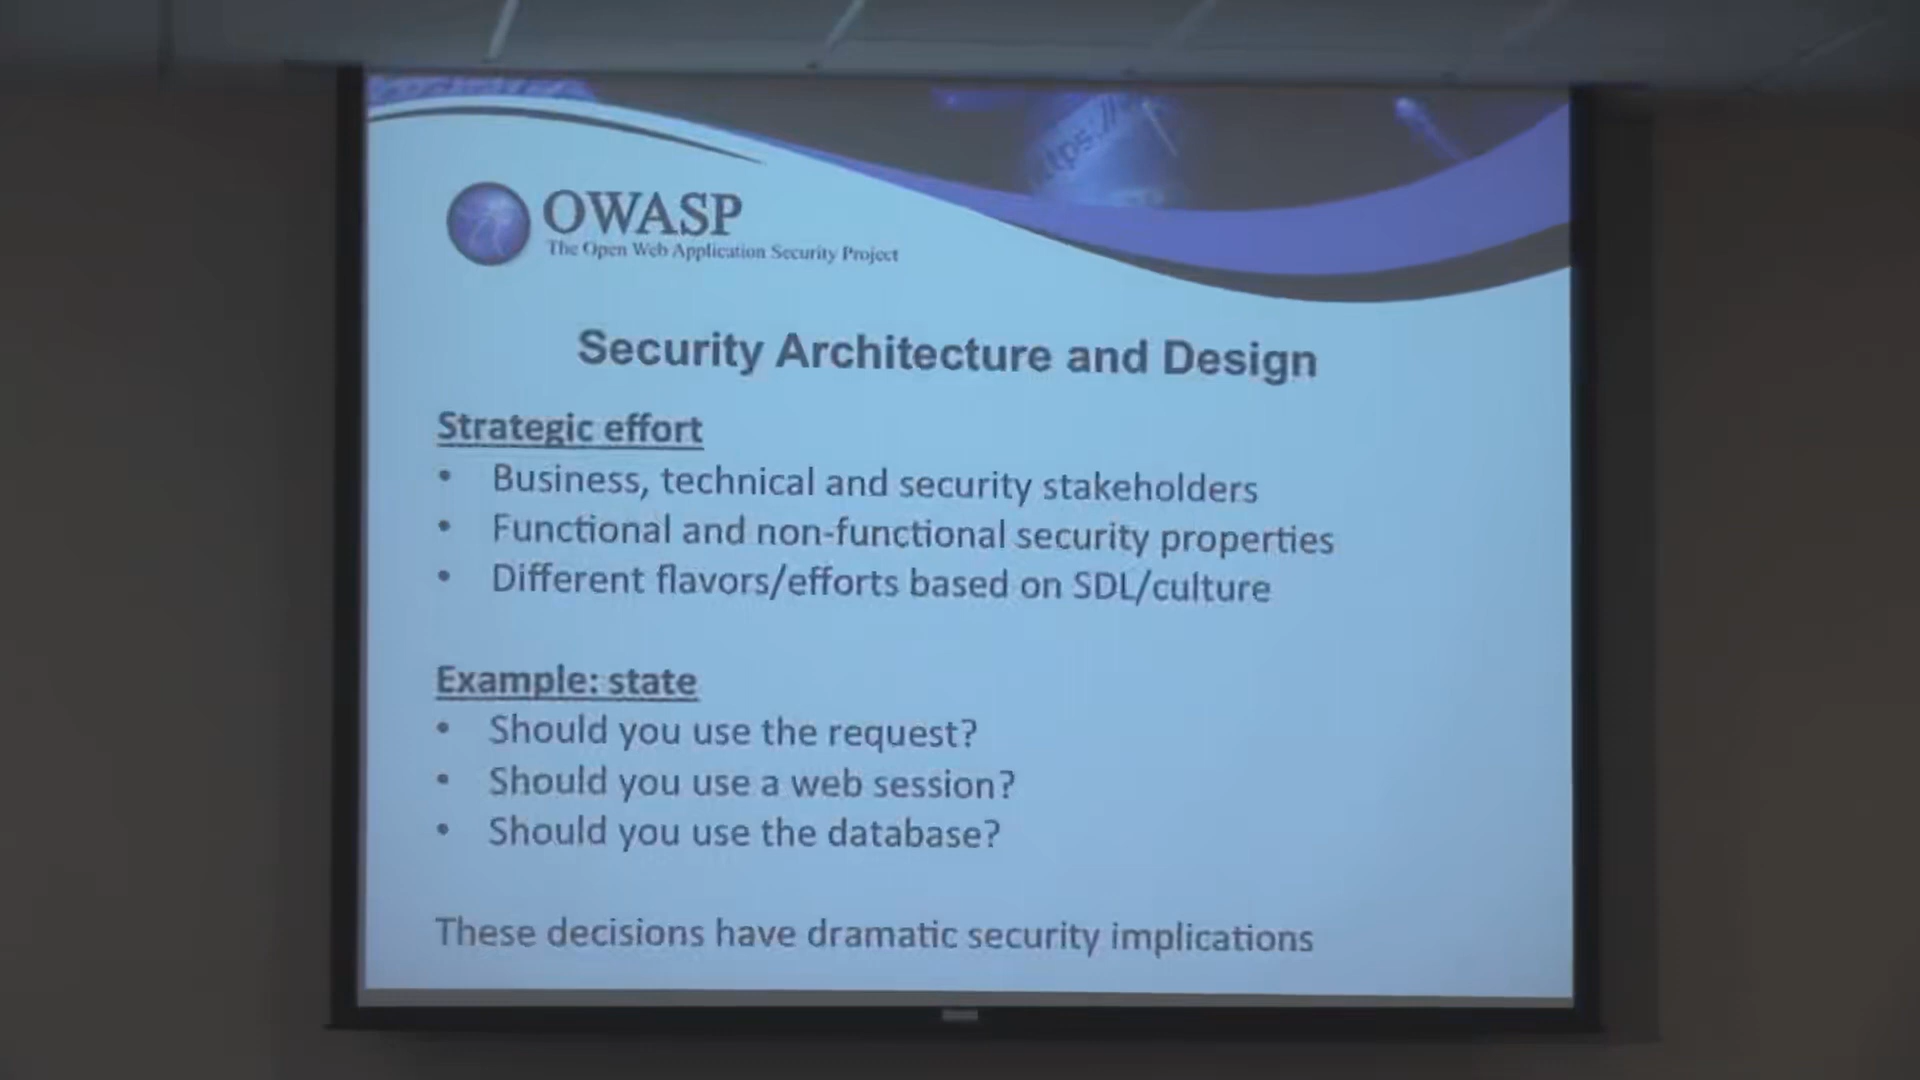 ttps://
OWASP
The Open Web Application Security Project
Security Architecture and Design
Strategic effort
• Business, technical and security stakeholders
• Functional and non-functional security properties
• Different flavors/efforts based on SDL/culture
Example: state
• Should you use the request?
• Should you use a web session?
• Should you use the database?
These decisions have dramatic security implications